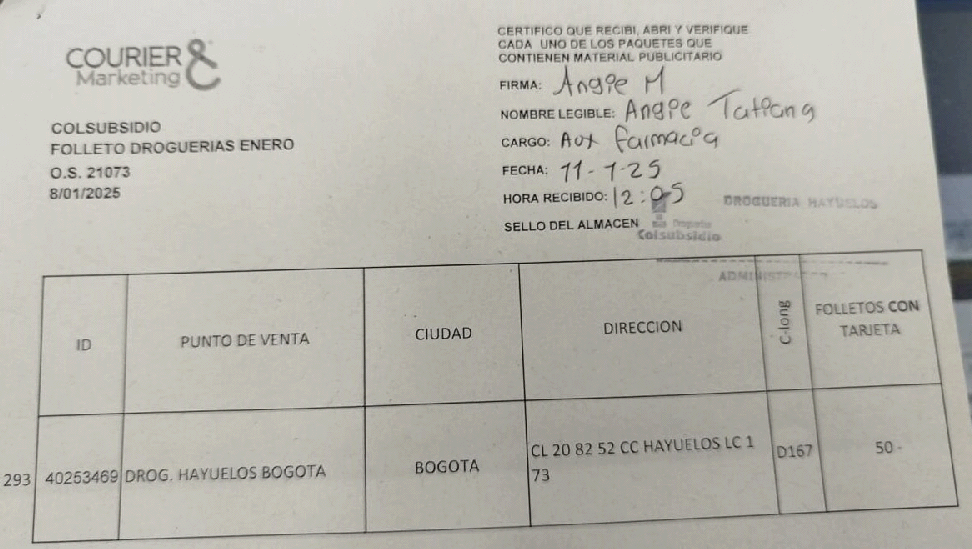 COURIER &
Marketing
COLSUBSIDIO
FOLLETO DROGUERIAS ENERO
O.S. 21073
8/01/2025
CERTIFICO QUE RECIBI, ABRI Y VERIFIQUE
CADA UNO DE LOS PAQUETES QUE
CONTIENEN MATERIAL PUBLICITARIO
FIRMA: Angie M
NOMBRE LEGIBLE: Angie Tatiana
CARGO: Aux farmacia
FECHA: 11-1-25
HORA RECIBIDO: 12:05
SELLO DEL ALMACEN
DROGUERIA HAYUELOS
Colsubsidio
ID PUNTO DE VENTA CIUDAD DIRECCION C-long FOLLETOS CON
TARJETA
293 40253469 DROG. HAYUELOS BOGOTA BOGOTA CL 20 82 52 CC HAYUELOS LC 1 D167 50-
73